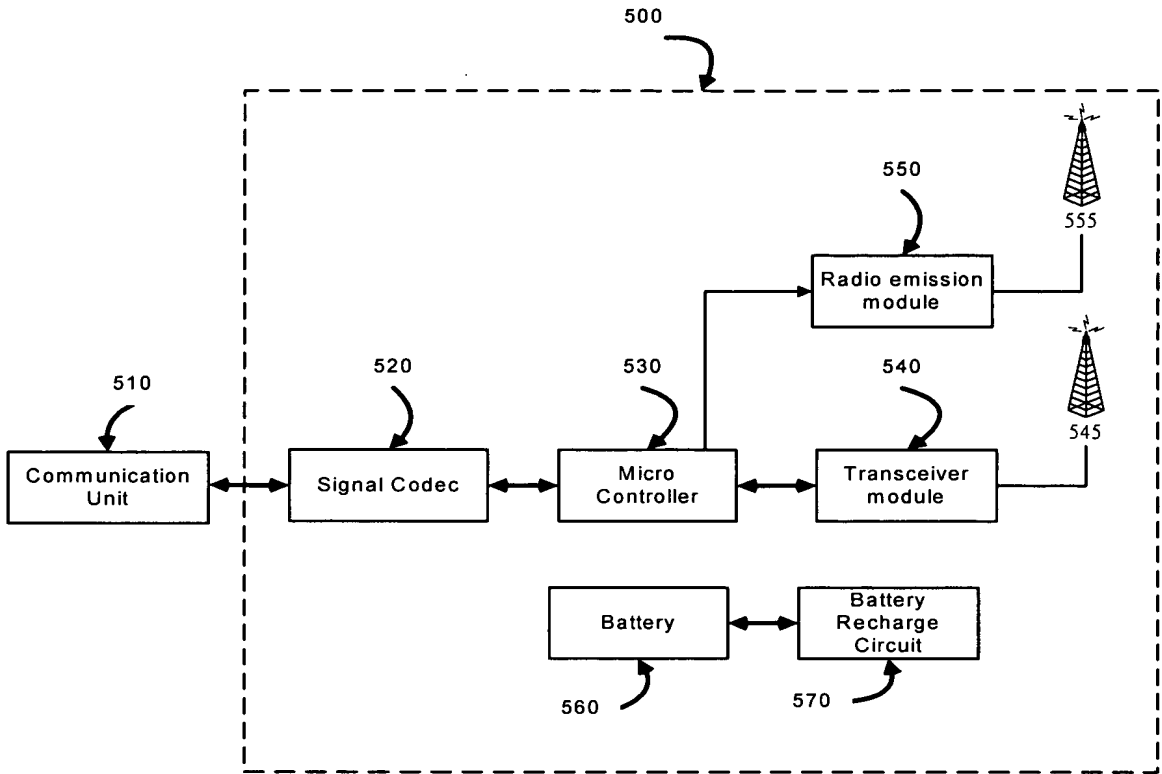 500
550
555
Radio emission
module
510
520
530
540
545
Communication
Unit
Signal Codec
Micro
Controller
Transceiver
module
Battery
Battery
Recharge
Circuit
560
570